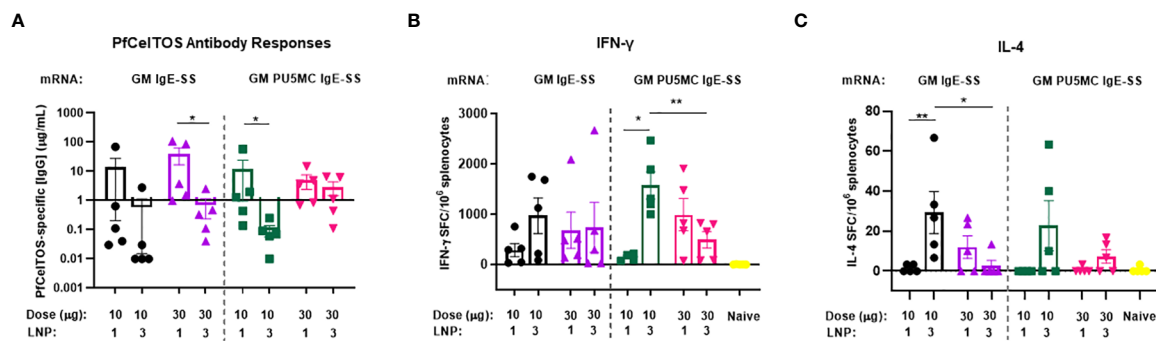 A
PfCelTOS Antibody Responses
mRNA: GM IgE-SS GM PU5MC IgE-SS
PfCelTOS-specific [IgG] (μg/mL)
1000
100
10
1
0.1
0.01
0.001
* *
Dose (μg): 10 10 30 30 10 10 30 30
LNP: 1 3 1 3 1 3 1 3
B
IFN-γ
mRNA: GM IgE-SS GM PU5MC IgE-SS
IFN-γ SFC/10⁶ splenocytes
3000
2000
1000
0
* **
Dose (μg): 10 10 30 30 10 10 30 30 Naive
LNP: 1 3 1 3 1 3 1 3
C
IL-4
mRNA: GM IgE-SS GM PU5MC IgE-SS
IL-4 SFC/10⁶ splenocytes
80
60
40
20
0
** *
Dose (μg): 10 10 30 30 10 10 30 30 Naive
LNP: 1 3 1 3 1 3 1 3